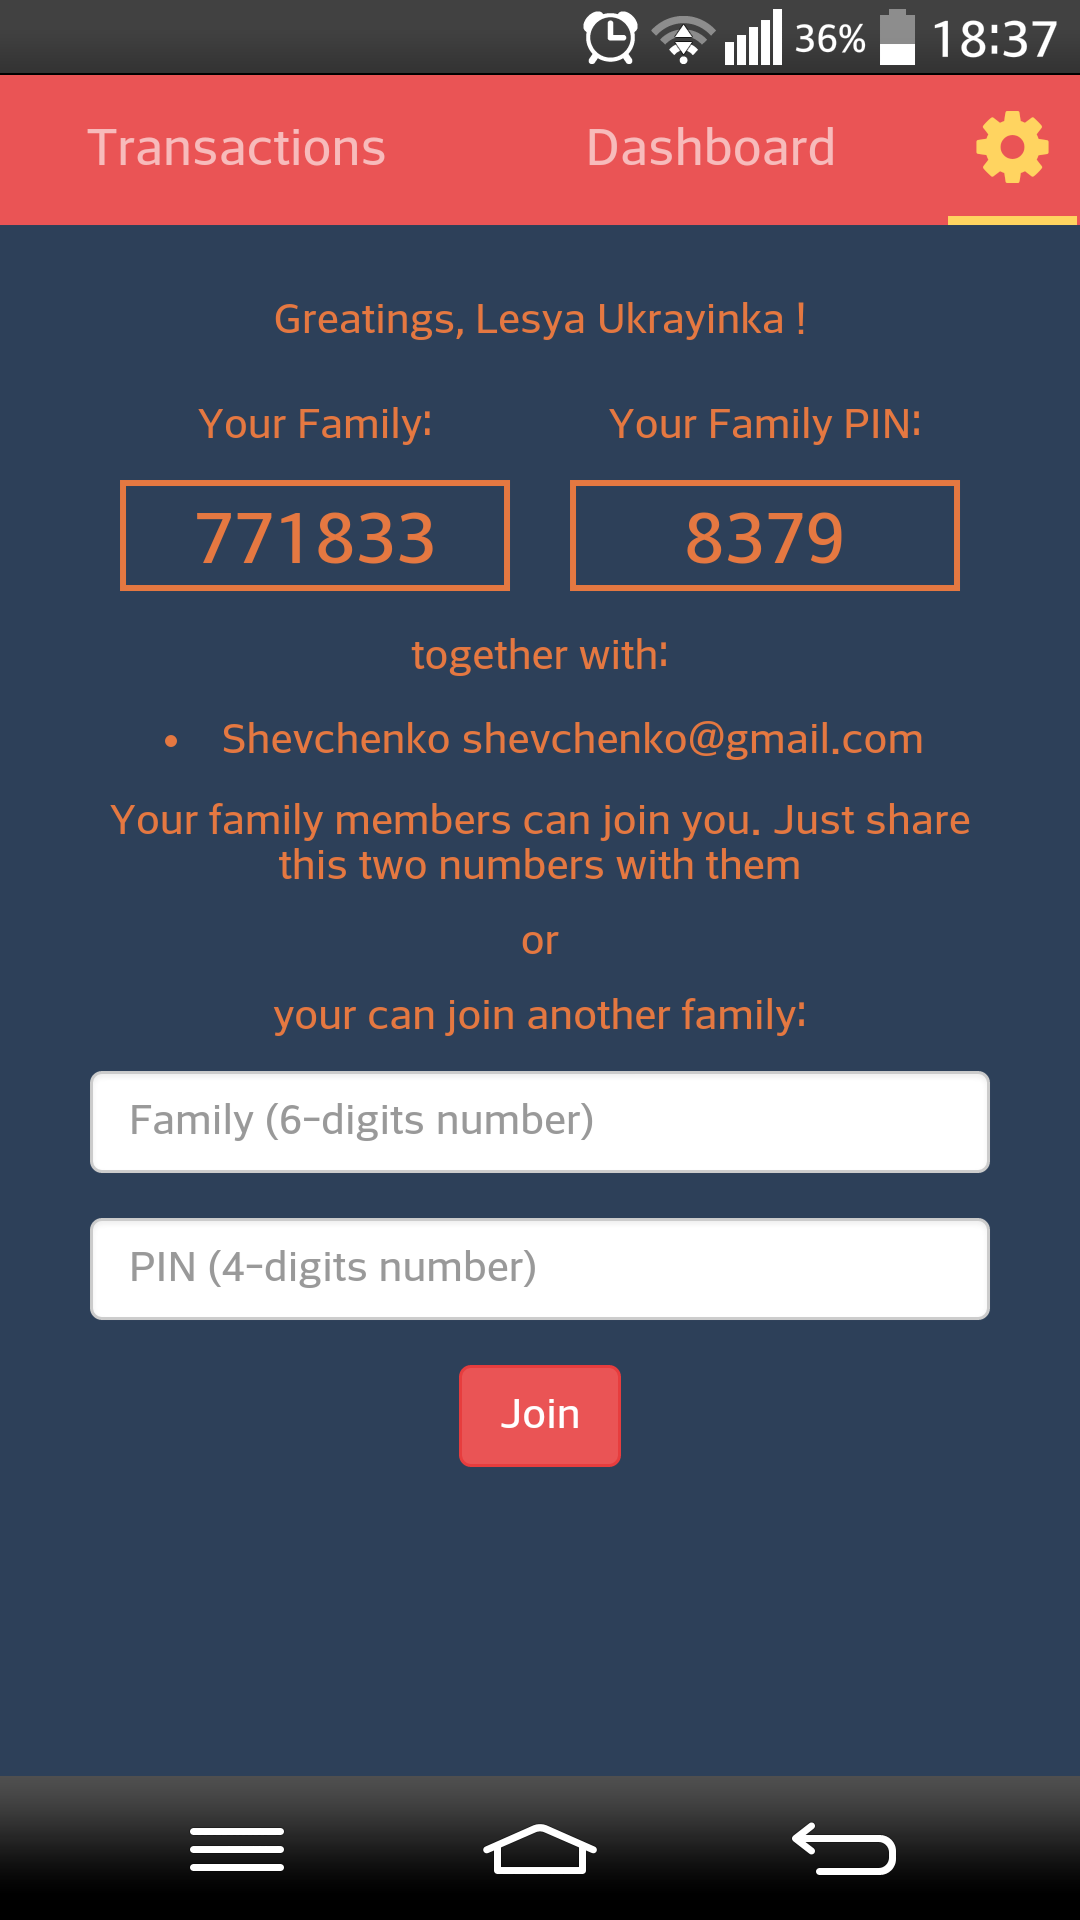 36% 18:37
Transactions Dashboard
Greatings, Lesya Ukrayinka !
Your Family: Your Family PIN:
771833 8379
together with:
• Shevchenko shevchenko@gmail.com
Your family members can join you. Just share
this two numbers with them
or
your can join another family:
Family (6-digits number)
PIN (4-digits number)
Join